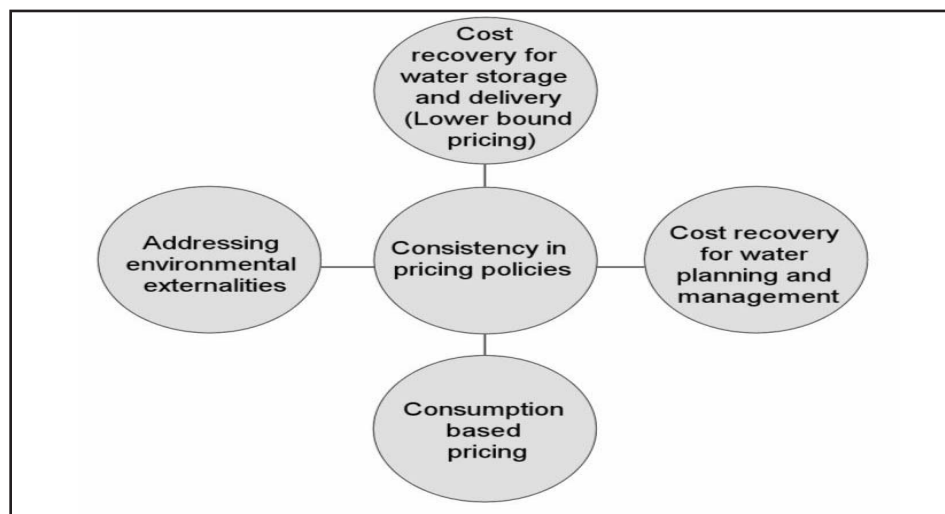 Cost
recovery for
water storage
and delivery
(Lower bound
pricing)
Addressing
environmental
externalities
Consistency in
pricing policies
Cost recovery
for water
planning and
management
Consumption
based
pricing